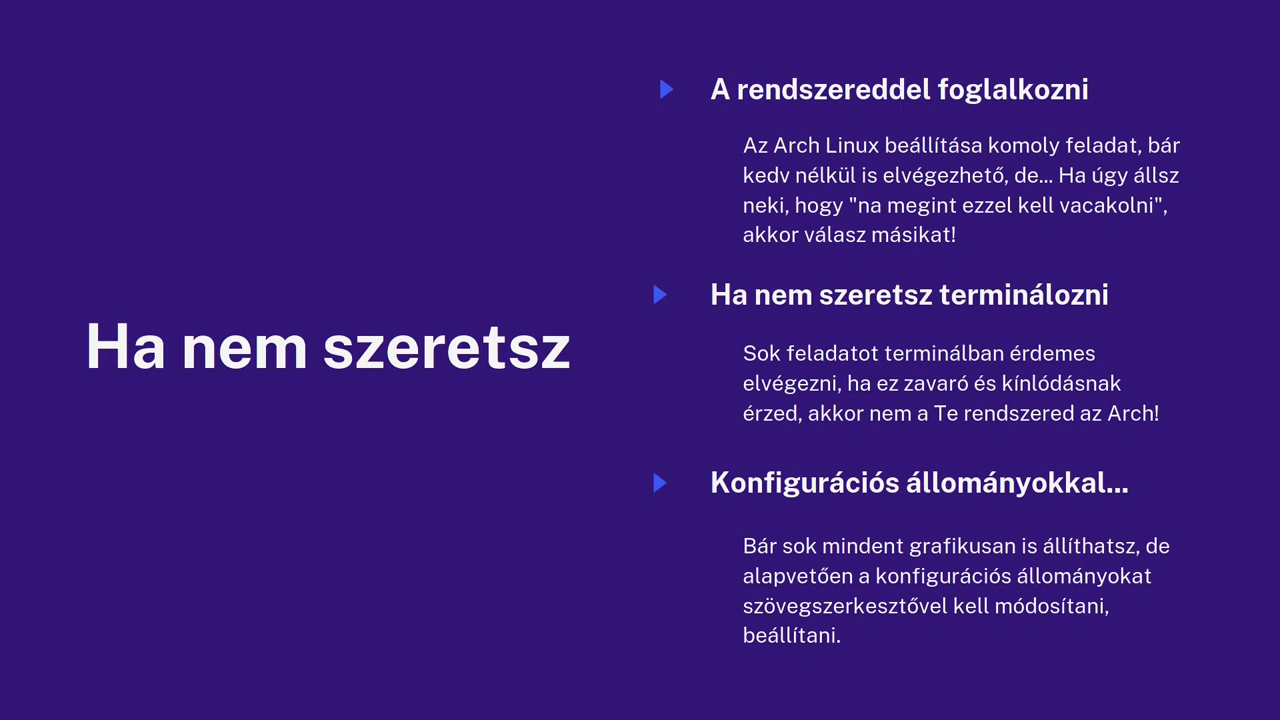 Ha nem szeretsz
A rendszereddel foglalkozni
Az Arch Linux beállítása komoly feladat, bár
kedv nélkül is elvégezhető, de... Ha úgy állsz
neki, hogy "na megint ezzel kell vacakolni",
akkor válasz másikat!
Ha nem szeretsz terminálozni
Sok feladatot terminálban érdemes
elvégezni, ha ez zavaró és kínlódásnak
érzed, akkor nem a Te rendszered az Arch!
Konfigurációs állományokkal...
Bár sok mindent grafikusan is állíthatsz, de
alapvetően a konfigurációs állományokat
szövegszerkesztővel kell módosítani,
beállítani.